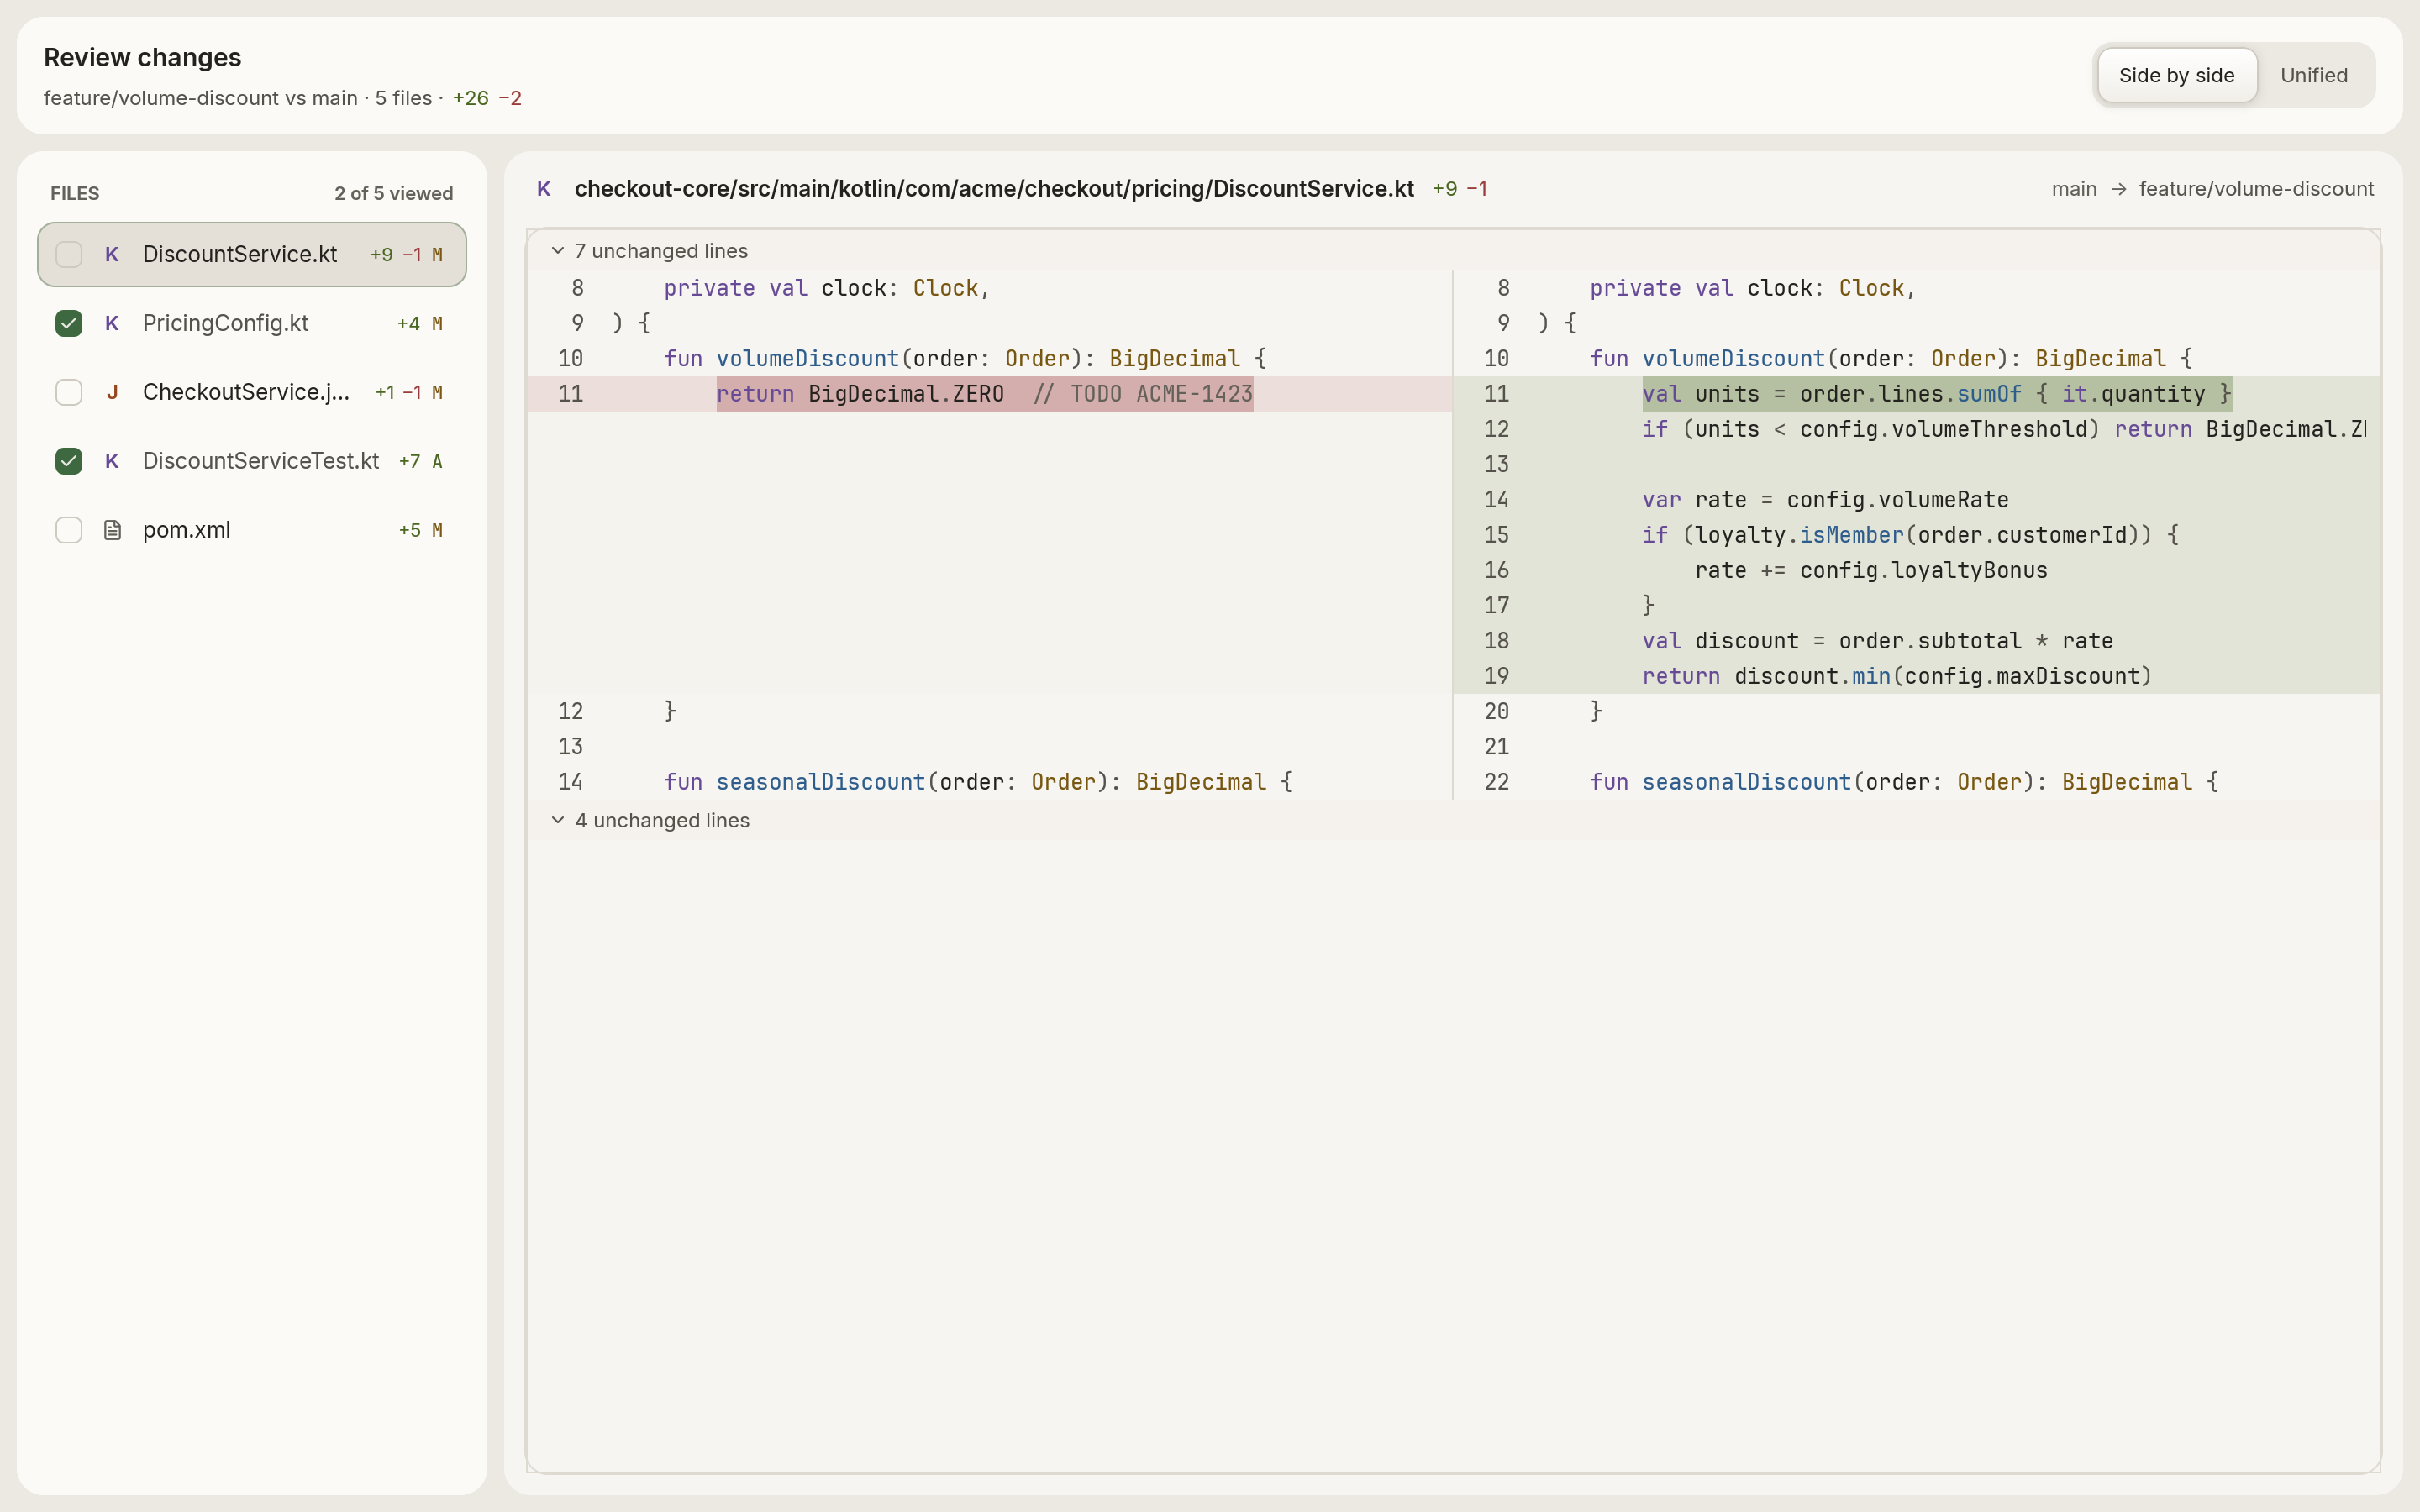 Review changes
feature/volume-discount vs main · 5 files · +26 −2
Side by side
Unified
FILES
2 of 5 viewed
K DiscountService.kt +9 −1 M
K PricingConfig.kt +4 M
J CheckoutService.j... +1 −1 M
K DiscountServiceTest.kt +7 A
pom.xml +5 M
K checkout-core/src/main/kotlin/com/acme/checkout/pricing/DiscountService.kt +9 −1
main → feature/volume-discount
7 unchanged lines
8 private val clock: Clock,
9 ) {
10 fun volumeDiscount(order: Order): BigDecimal {
11 return BigDecimal.ZERO // TODO ACME-1423
12 }
13
14 fun seasonalDiscount(order: Order): BigDecimal {
8 private val clock: Clock,
9 ) {
10 fun volumeDiscount(order: Order): BigDecimal {
11 val units = order.lines.sumOf { it.quantity }
12 if (units < config.volumeThreshold) return BigDecimal.Z
13
14 var rate = config.volumeRate
15 if (loyalty.isMember(order.customerId)) {
16 rate += config.loyaltyBonus
17 }
18 val discount = order.subtotal * rate
19 return discount.min(config.maxDiscount)
20 }
21
22 fun seasonalDiscount(order: Order): BigDecimal {
4 unchanged lines